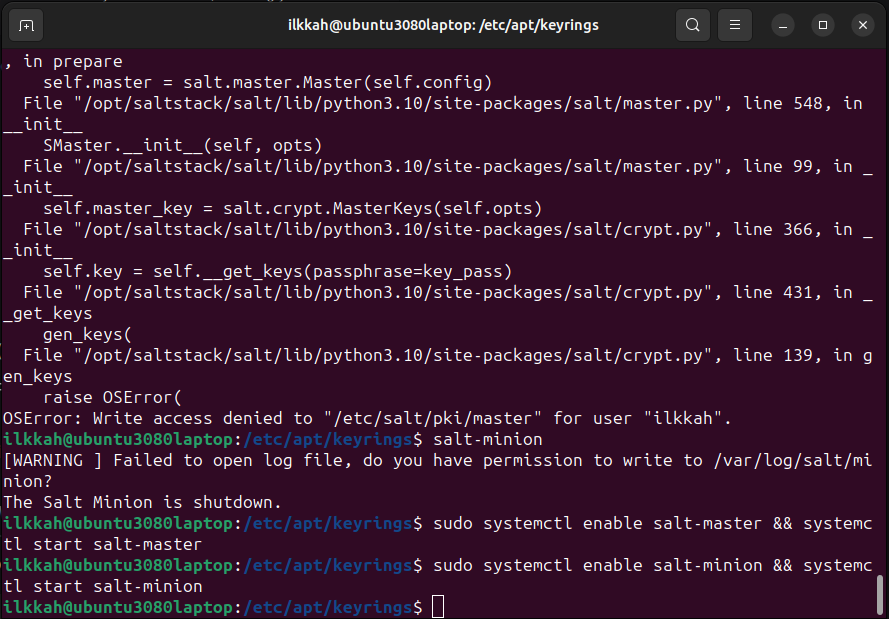 ilkkah@ubuntu3080laptop: /etc/apt/keyrings
, in prepare
    self.master = salt.master.Master(self.config)
  File "/opt/saltstack/salt/lib/python3.10/site-packages/salt/master.py", line 548, in
__init__
    SMaster.__init__(self, opts)
  File "/opt/saltstack/salt/lib/python3.10/site-packages/salt/master.py", line 99, in _
_init__
    self.master_key = salt.crypt.MasterKeys(self.opts)
  File "/opt/saltstack/salt/lib/python3.10/site-packages/salt/crypt.py", line 366, in _
_init__
    self.key = self.__get_keys(passphrase=key_pass)
  File "/opt/saltstack/salt/lib/python3.10/site-packages/salt/crypt.py", line 431, in _
_get_keys
    gen_keys(
  File "/opt/saltstack/salt/lib/python3.10/site-packages/salt/crypt.py", line 139, in g
en_keys
    raise OSError(
OSError: Write access denied to "/etc/salt/pki/master" for user "ilkkah".
ilkkah@ubuntu3080laptop:/etc/apt/keyrings$ salt-minion
[WARNING ] Failed to open log file, do you have permission to write to /var/log/salt/mi
nion?
The Salt Minion is shutdown.
ilkkah@ubuntu3080laptop:/etc/apt/keyrings$ sudo systemctl enable salt-master && systemc
tl start salt-master
ilkkah@ubuntu3080laptop:/etc/apt/keyrings$ sudo systemctl enable salt-minion && systemc
tl start salt-minion
ilkkah@ubuntu3080laptop:/etc/apt/keyrings$